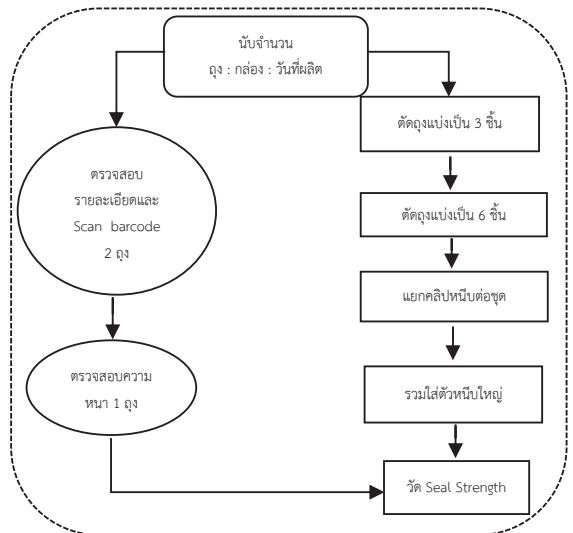 นับจำนวน
ถุง : กล่อง : วันที่ผลิต
ตรวจสอบ
รายละเอียดและ
Scan barcode
2 ถุง
ตรวจสอบความ
หนา 1 ถุง
ตัดถุงแบ่งเป็น 3 ชิ้น
ตัดถุงแบ่งเป็น 6 ชิ้น
แยกคลิปหนีบต่อชุด
รวมใส่ตัวหนีบใหญ่
วัด Seal Strength